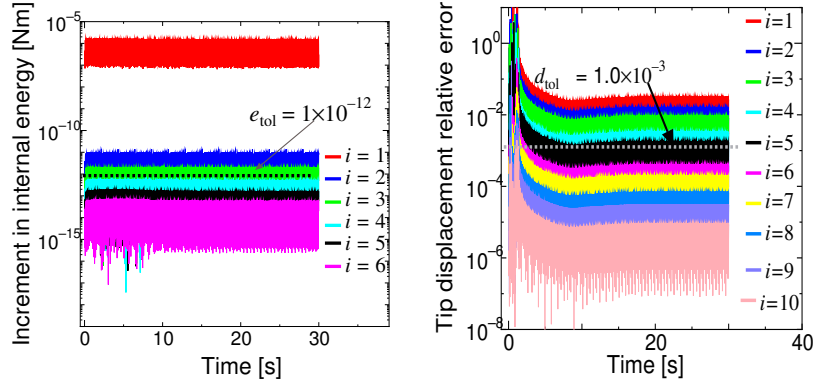 Increment in internal energy [Nm]
10⁻⁵
10⁻¹⁰
10⁻¹⁵
e_tol = 1×10⁻¹²
i = 1
i = 2
i = 3
i = 4
i = 5
i = 6
0
10
20
30
Time [s]
Tip displacement relative error
10⁰
10⁻²
10⁻⁴
10⁻⁶
10⁻⁸
d_tol = 1.0×10⁻³
i=1
i=2
i=3
i=4
i=5
i=6
i=7
i=8
i=9
i=10
0
20
40
Time [s]